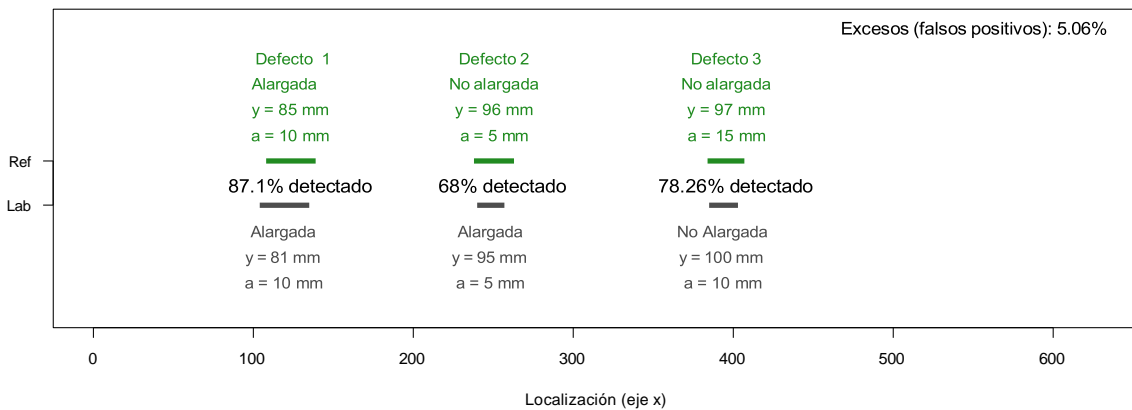 Excesos (falsos positivos): 5.06%
Defecto 1 Defecto 2 Defecto 3
Alargada No alargada No alargada
y = 85 mm y = 96 mm y = 97 mm
a = 10 mm a = 5 mm a = 15 mm
Ref
87.1% detectado 68% detectado 78.26% detectado
Lab
Alargada Alargada No Alargada
y = 81 mm y = 95 mm y = 100 mm
a = 10 mm a = 5 mm a = 10 mm
0 100 200 300 400 500 600
Localización (eje x)